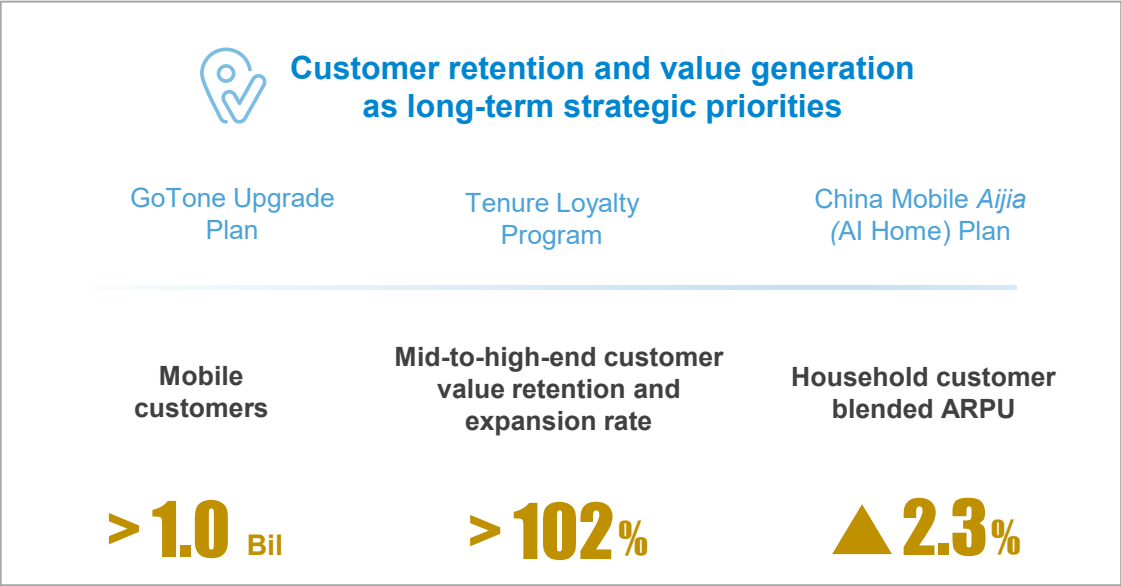 Customer retention and value generation
as long-term strategic priorities
GoTone Upgrade
Plan
Tenure Loyalty
Program
China Mobile Aijia
(AI Home) Plan
Mobile
customers
Mid-to-high-end customer
value retention and
expansion rate
Household customer
blended ARPU
> 1.0 Bil
> 102%
▲ 2.3%